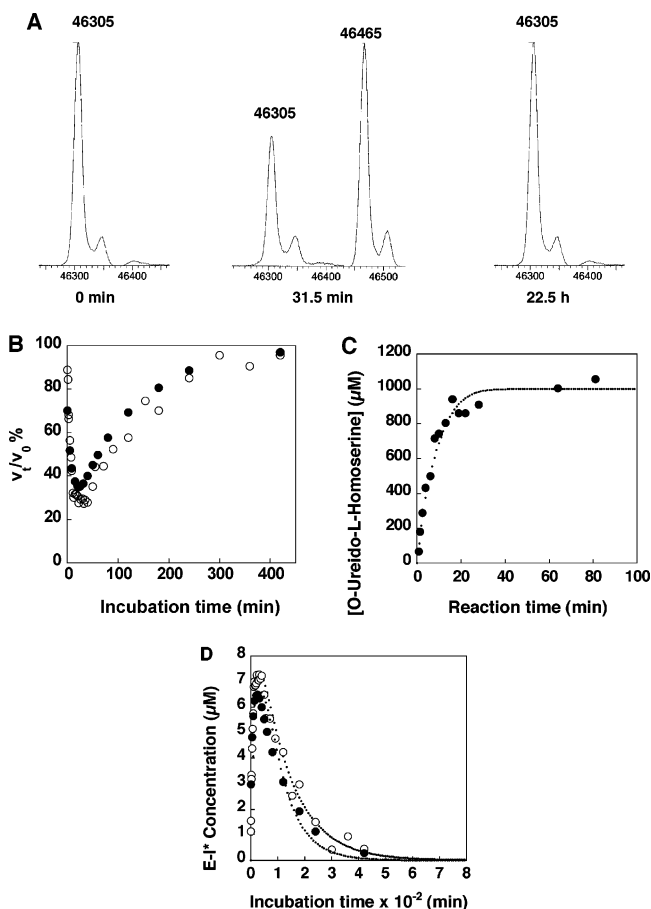 A
46305
46305
46465
46305
46300 46400
46300 46400 46500
46300 46400
0 min
31.5 min
22.5 h
B
100
80
60
40
20
0
vt/v0 %
0 100 200 300 400
Incubation time (min)
C
1200
1000
800
600
400
200
0
[O-Ureido-L-Homoserine] (µM)
0 20 40 60 80 100
Reaction time (min)
D
8
7
6
5
4
3
2
1
0
E-I* Concentration (µM)
0 1 2 3 4 5 6 7 8
Incubation time x 10-2 (min)